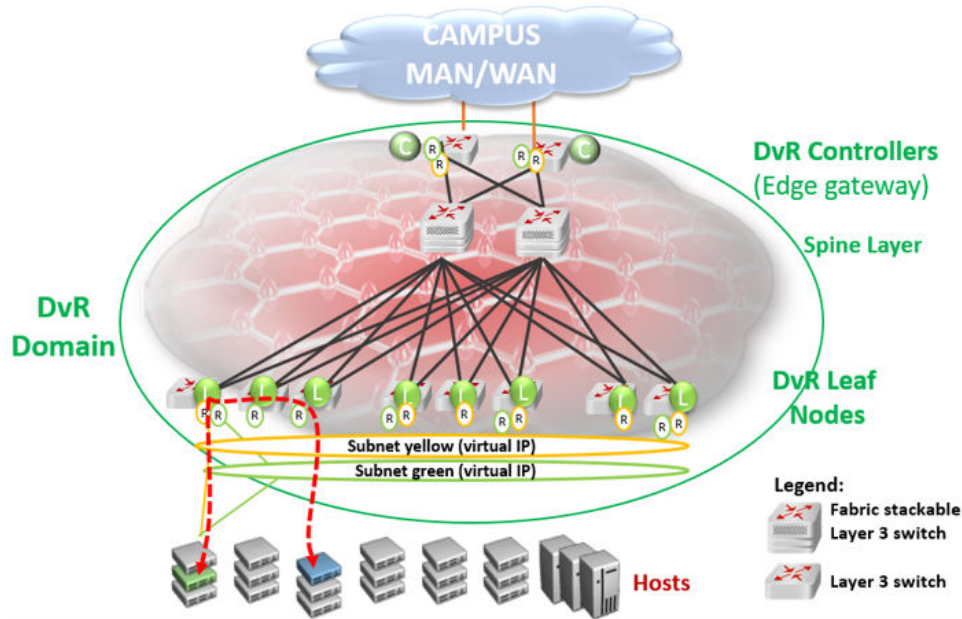 CAMPUS
MAN/WAN
C
R
R
R
R
C
DvR Controllers
(Edge gateway)
Spine Layer
DvR
Domain
L
L
L
L
L
L
L
L
R
R
R
R
R
R
R
R
R
R
R
R
DvR Leaf
Nodes
Subnet yellow (virtual IP)
Subnet green (virtual IP)
Legend:
Fabric stackable
Layer 3 switch
Layer 3 switch
Hosts